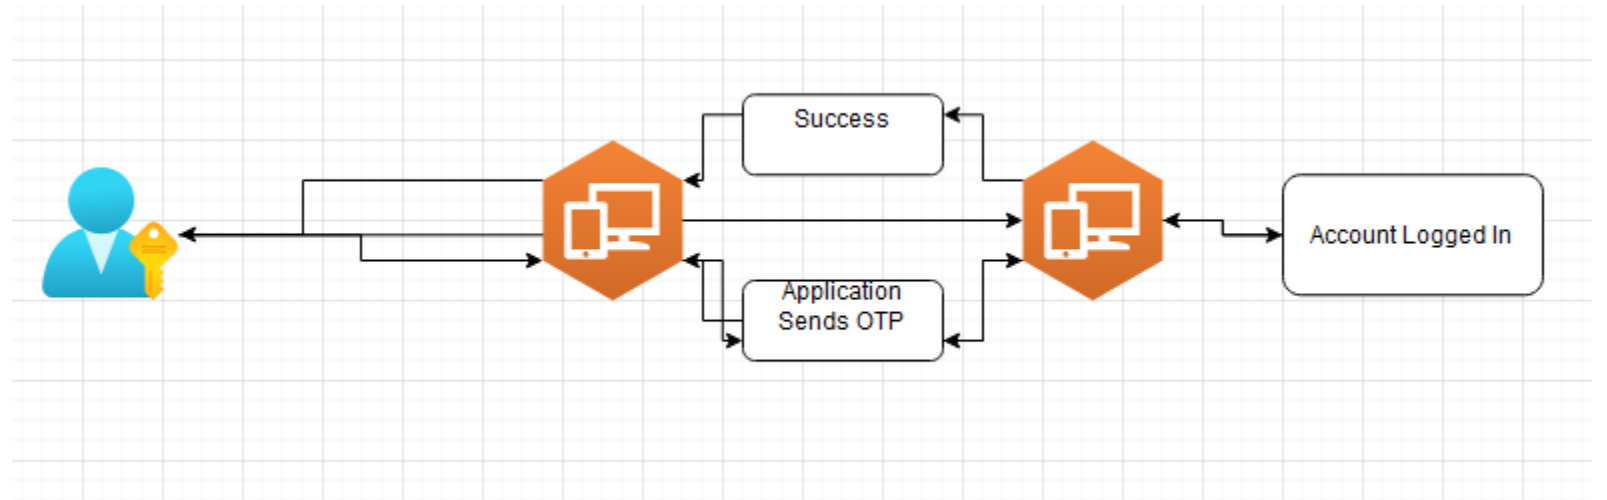 Success
Application
Sends OTP
Account Logged In